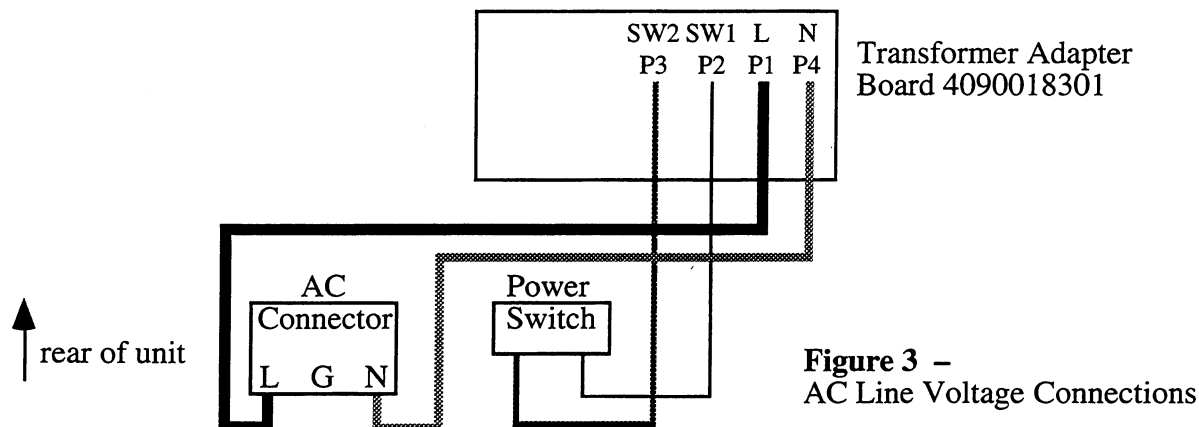 SW2 SW1 L N
P3 P2 P1 P4
Transformer Adapter
Board 4090018301
AC
Connector
L G N
Power
Switch
rear of unit
Figure 3 –
AC Line Voltage Connections